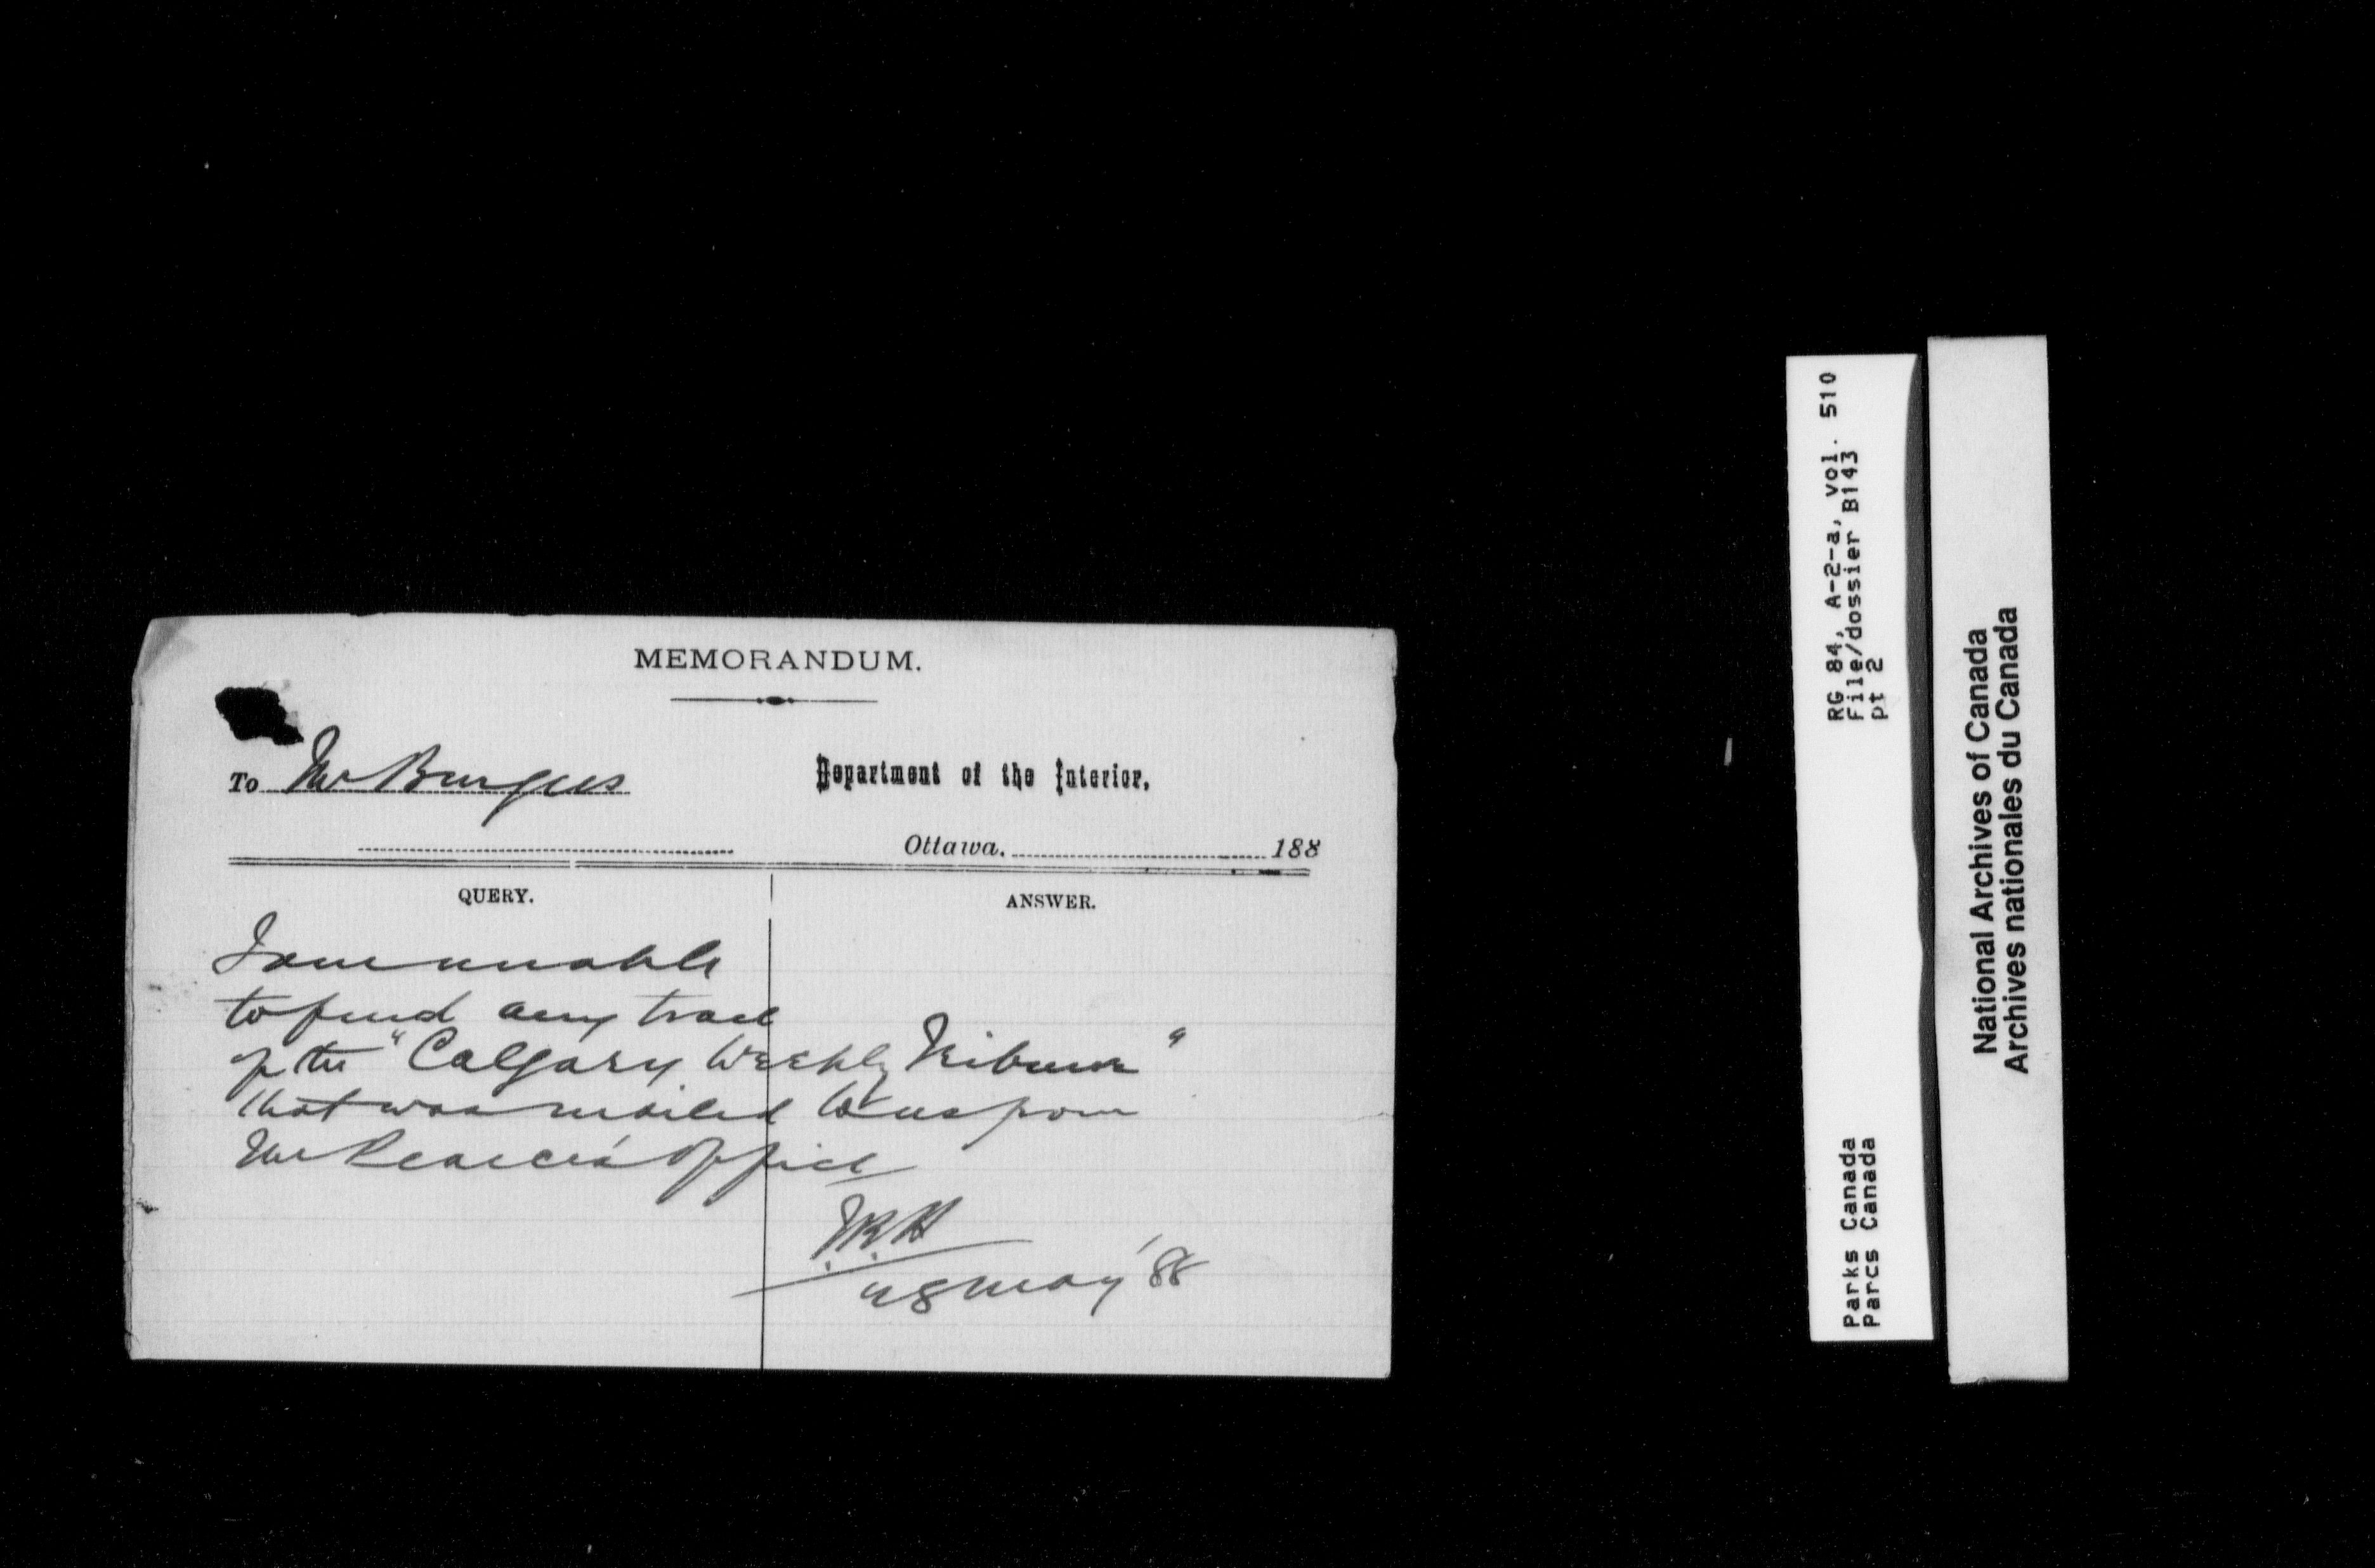 MEMORANDUM.
To Mr Burgess
Department of the Interior,
Ottawa, 188
QUERY.
ANSWER.
I am unable
to find any trace
of the "Calgary Weekly Tribune"
that was mailed to us from
Mr Pearce's Office
28 May '88
RG 84, A-2-a, vol. 510
File/dossier B143
pt 2
Parks Canada
Parcs Canada
National Archives of Canada
Archives nationales du Canada